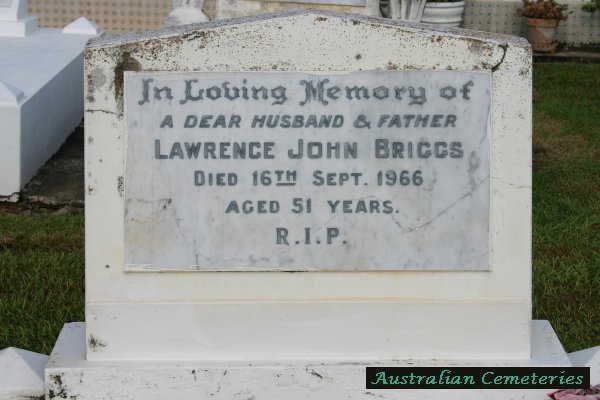 In Loving Memory of
A DEAR HUSBAND & FATHER
LAWRENCE JOHN BRIGGS
DIED 16TH SEPT. 1966
AGED 51 YEARS.
R.I.P.
Australian Cemeteries